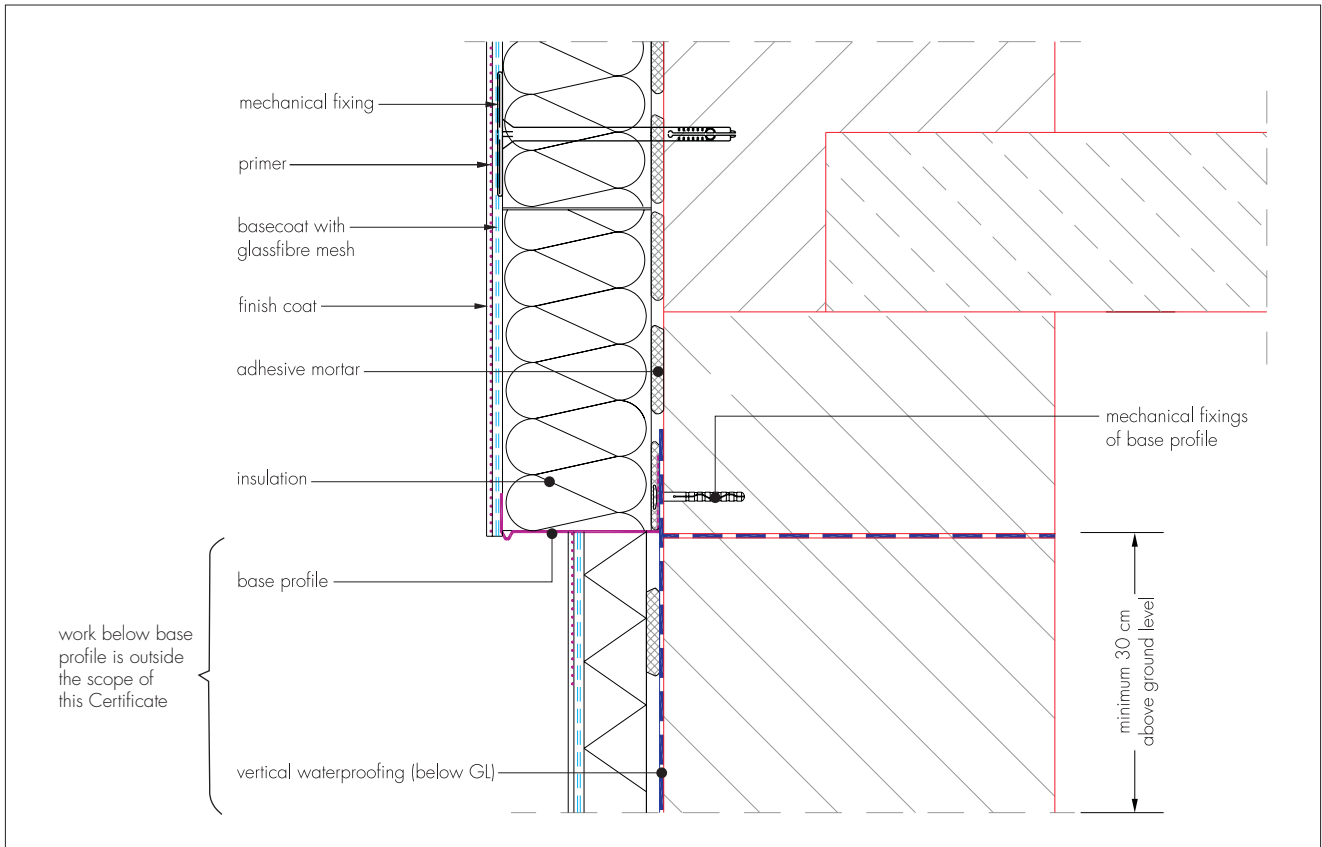 mechanical fixing
primer
basecoat with
glassfibre mesh
finish coat
adhesive mortar
mechanical fixings
of base profile
insulation
base profile
work below base
profile is outside
the scope of
this Certificate
minimum 30 cm
above ground level
vertical waterproofing (below GL)